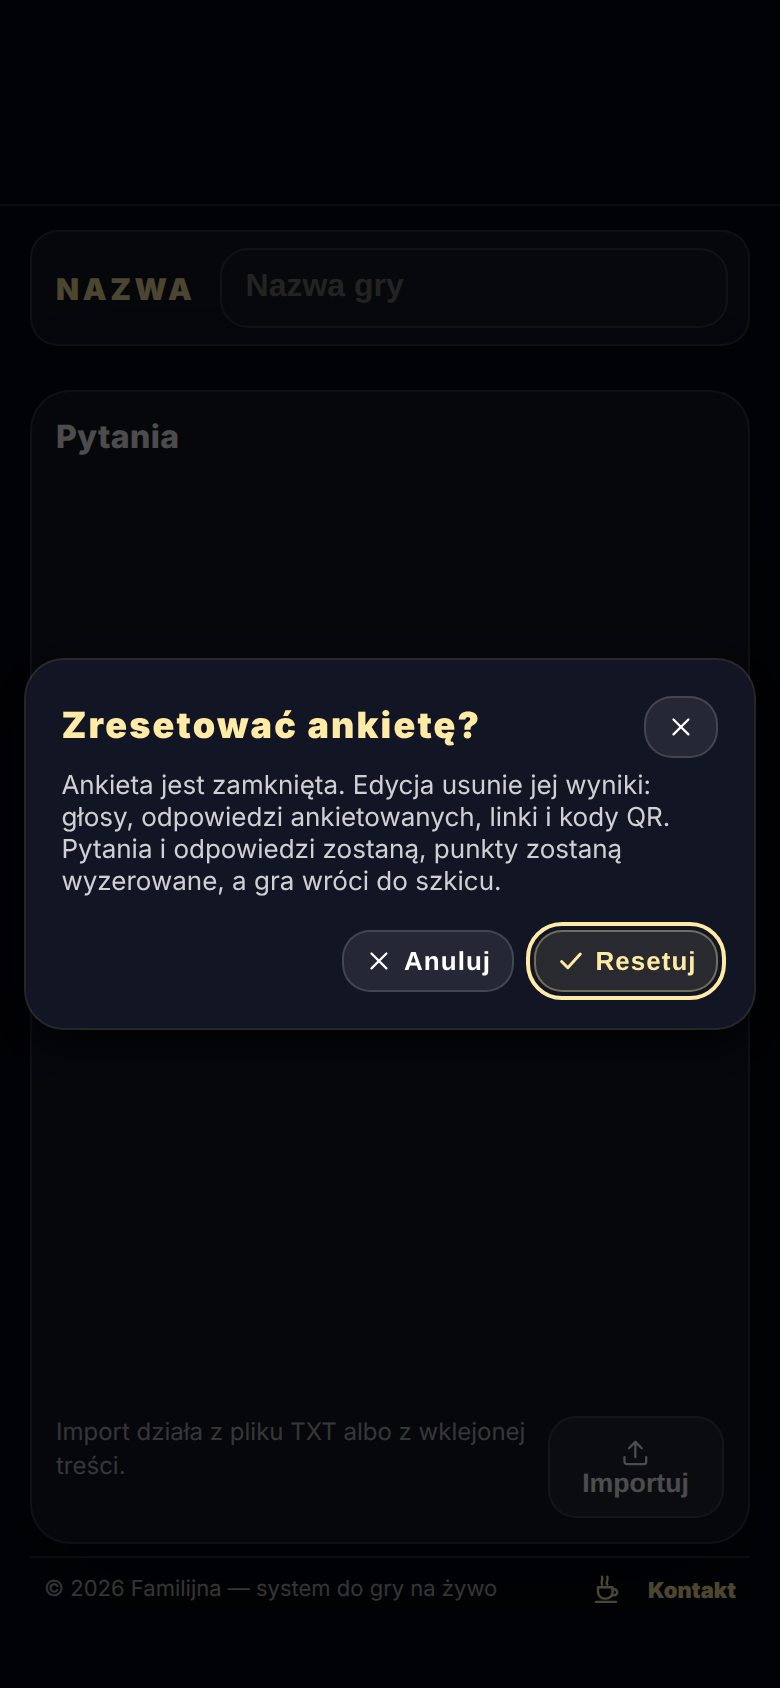 NAZWA
Nazwa gry
Pytania
Zresetować ankietę?
Ankieta jest zamknięta. Edycja usunie jej wyniki:
głosy, odpowiedzi ankietowanych, linki i kody QR.
Pytania i odpowiedzi zostaną, punkty zostaną
wyzerowane, a gra wróci do szkicu.
Anuluj
Resetuj
Import działa z pliku TXT albo z wklejonej
treści.
Importuj
© 2026 Familijna — system do gry na żywo
Kontakt